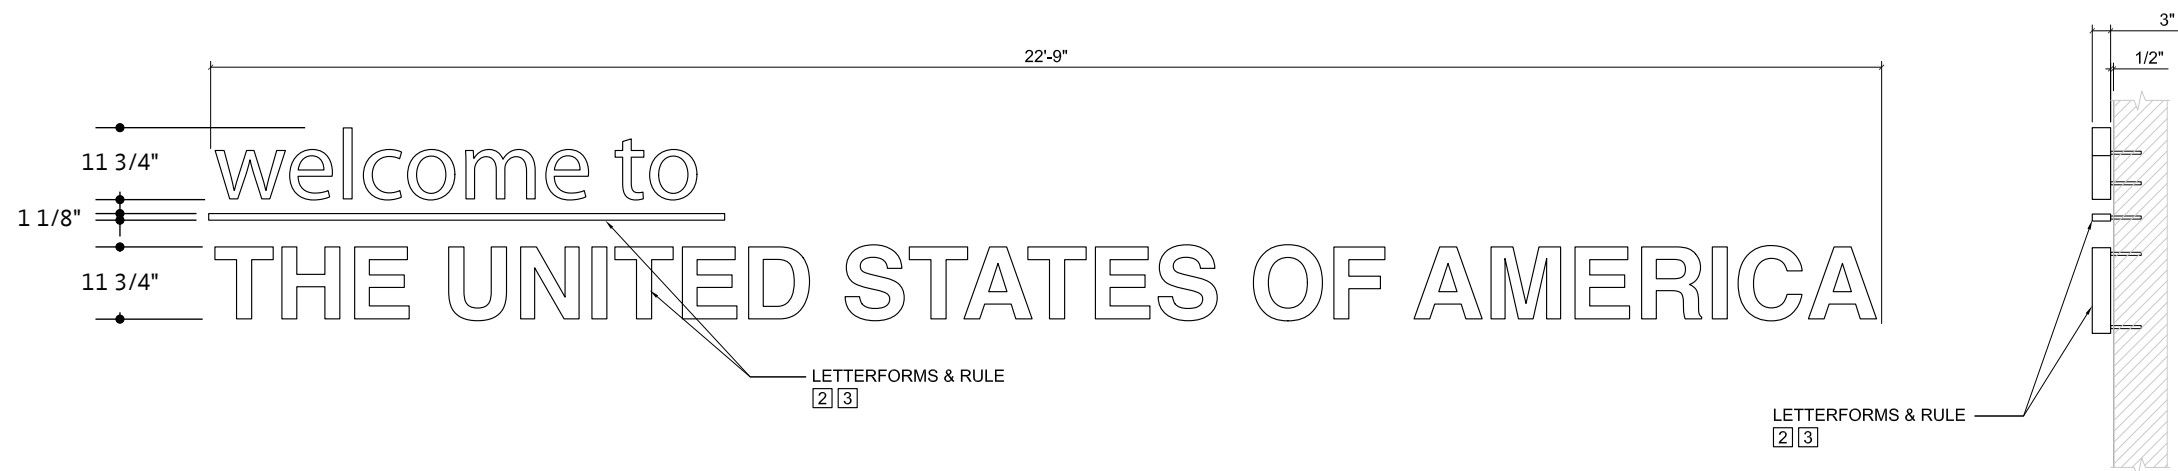 22'-9"
3"
1/2"
11 3/4"
welcome to
1 1/8"
THE UNITED STATES OF AMERICA
11 3/4"
LETTERFORMS & RULE
2 3
LETTERFORMS & RULE
2 3